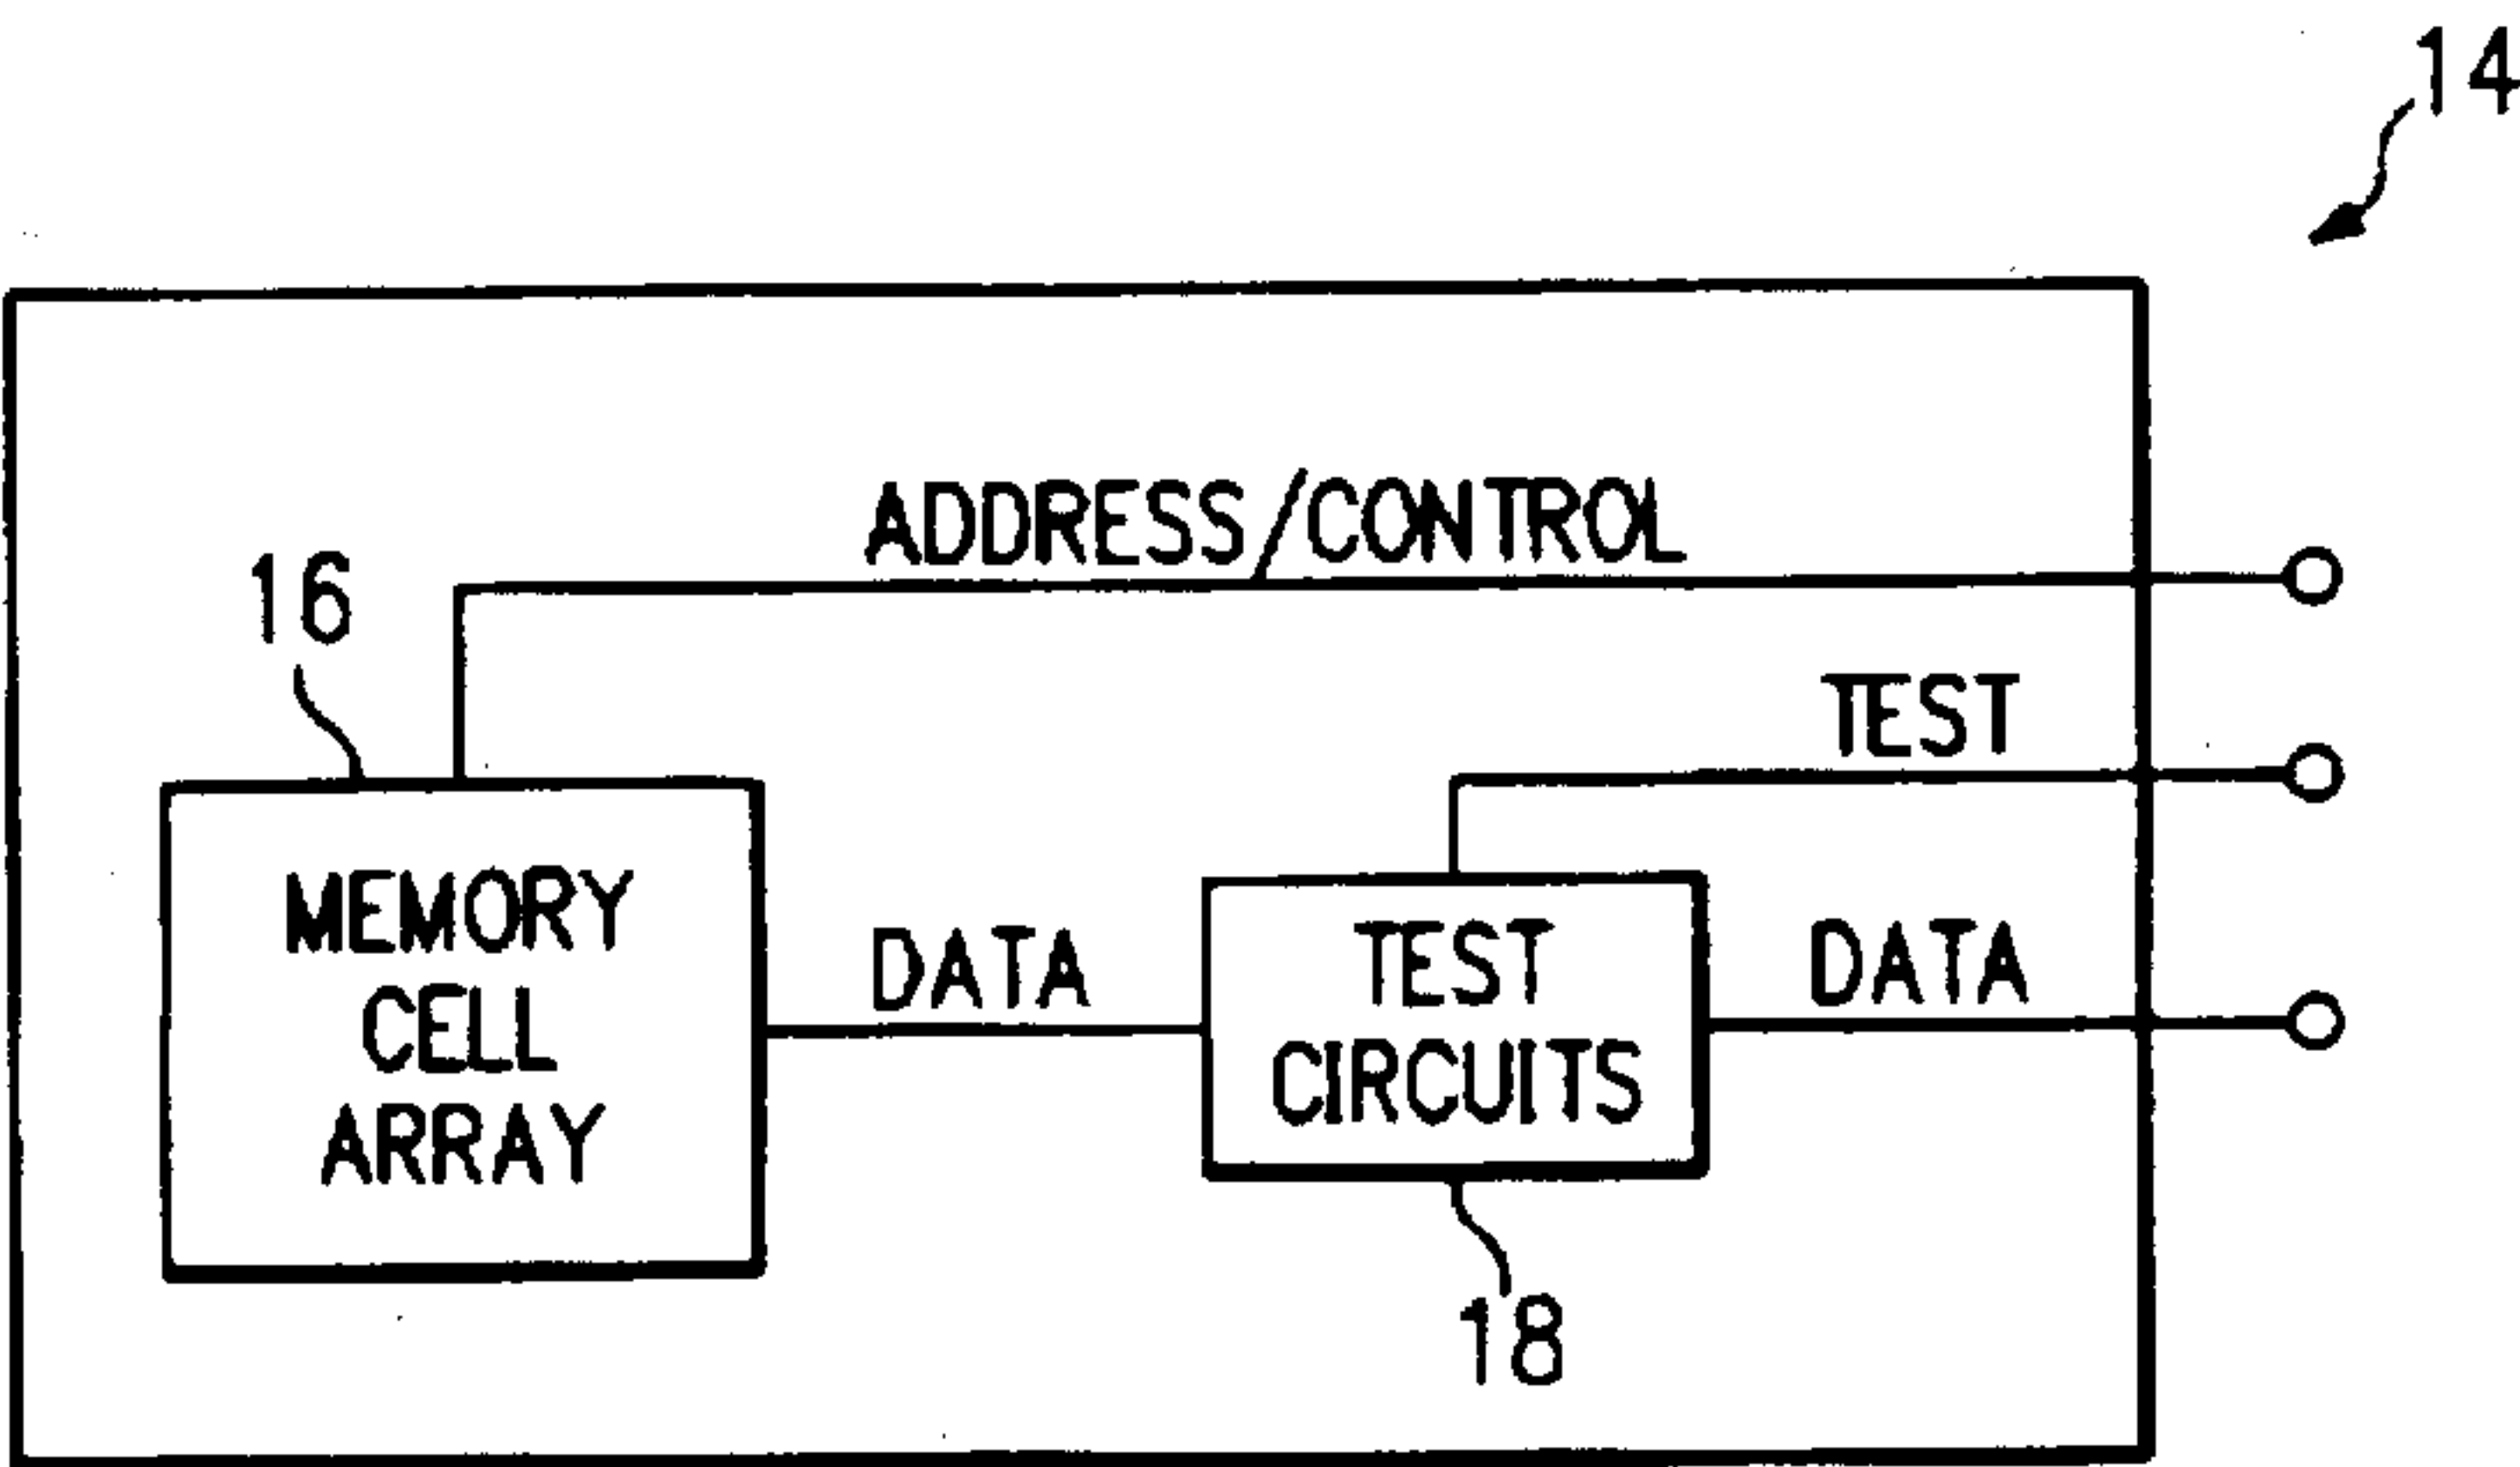 14
ADDRESS/CONTROL
16
TEST
MEMORY
CELL
ARRAY
DATA
TEST
CIRCUITS
DATA
18